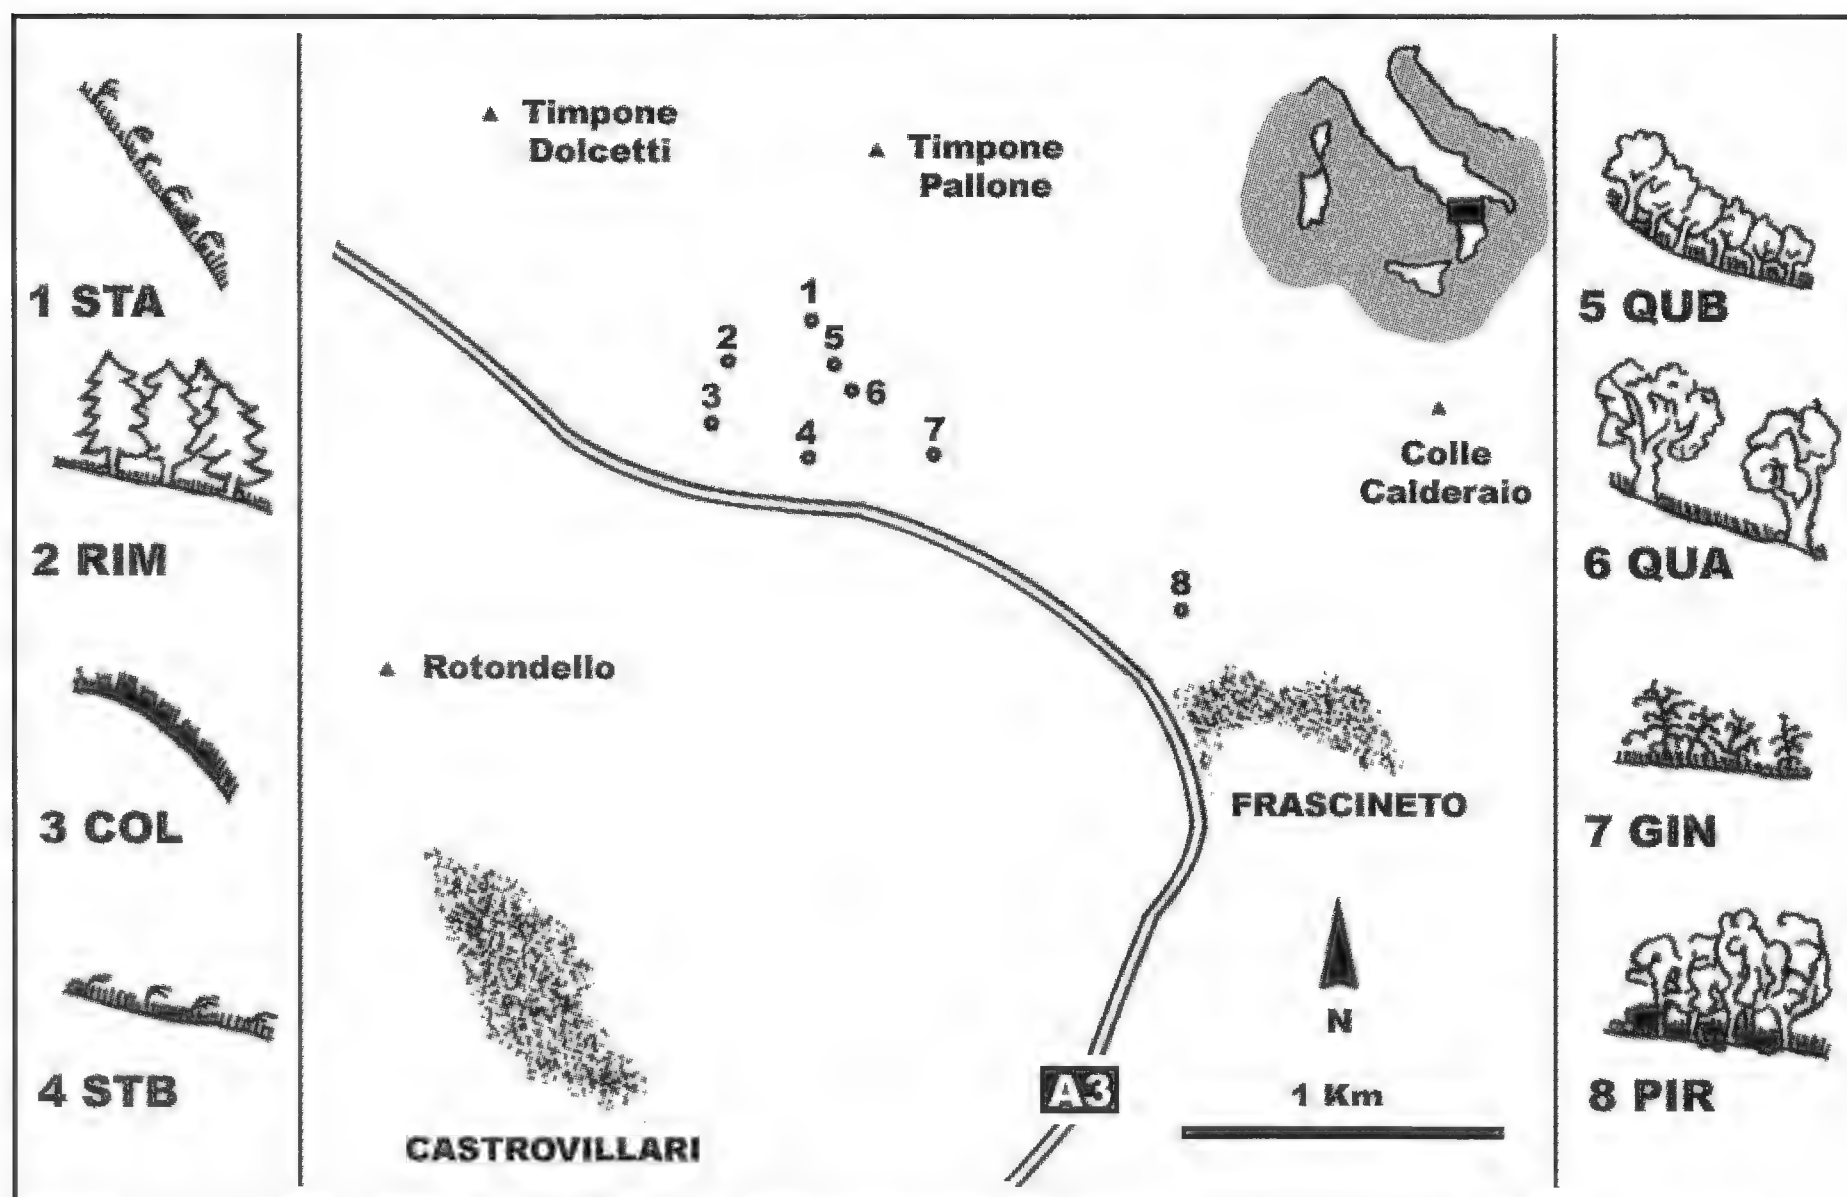 1 STA
2 RIM
3 COL
4 STB
Timpone
Dolcetti
Timpone
Pallone
1
2
5
3
6
4
7
8
Colle
Calderaio
Rotondello
FRASCINETO
CASTROVILLARI
N
A3
1 Km
5 QUB
6 QUA
7 GIN
8 PIR